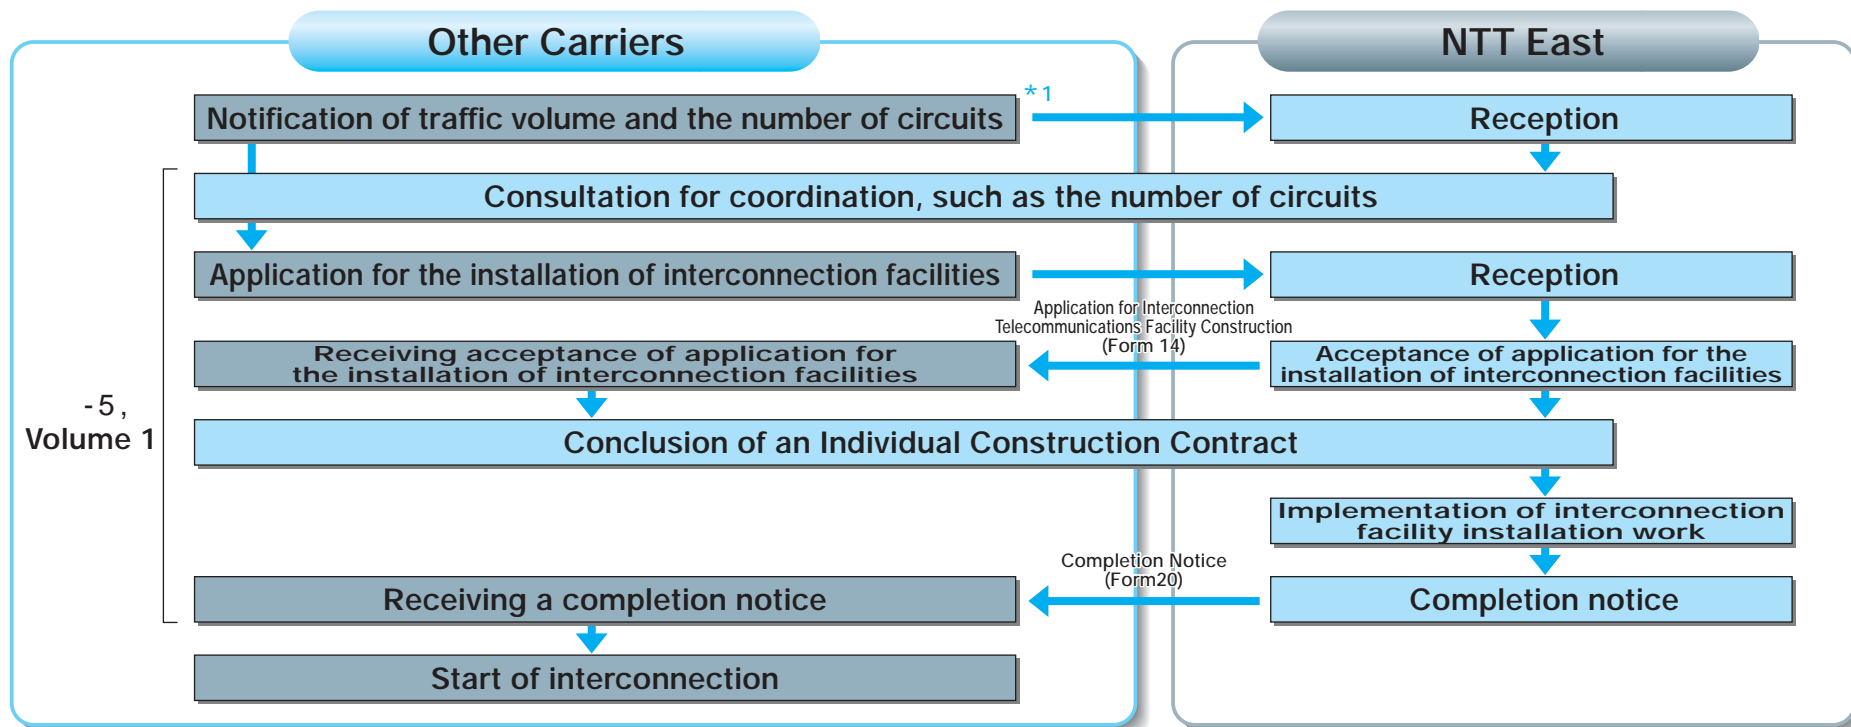 Other Carriers
NTT East
Notification of traffic volume and the number of circuits
*1
Reception
Consultation for coordination, such as the number of circuits
Application for the installation of interconnection facilities
Reception
Application for Interconnection
Telecommunications Facility Construction
(Form 14)
Receiving acceptance of application for
the installation of interconnection facilities
Acceptance of application for the
installation of interconnection facilities
-5,
Volume 1
Conclusion of an Individual Construction Contract
Implementation of interconnection
facility installation work
Completion Notice
(Form20)
Receiving a completion notice
Completion notice
Start of interconnection